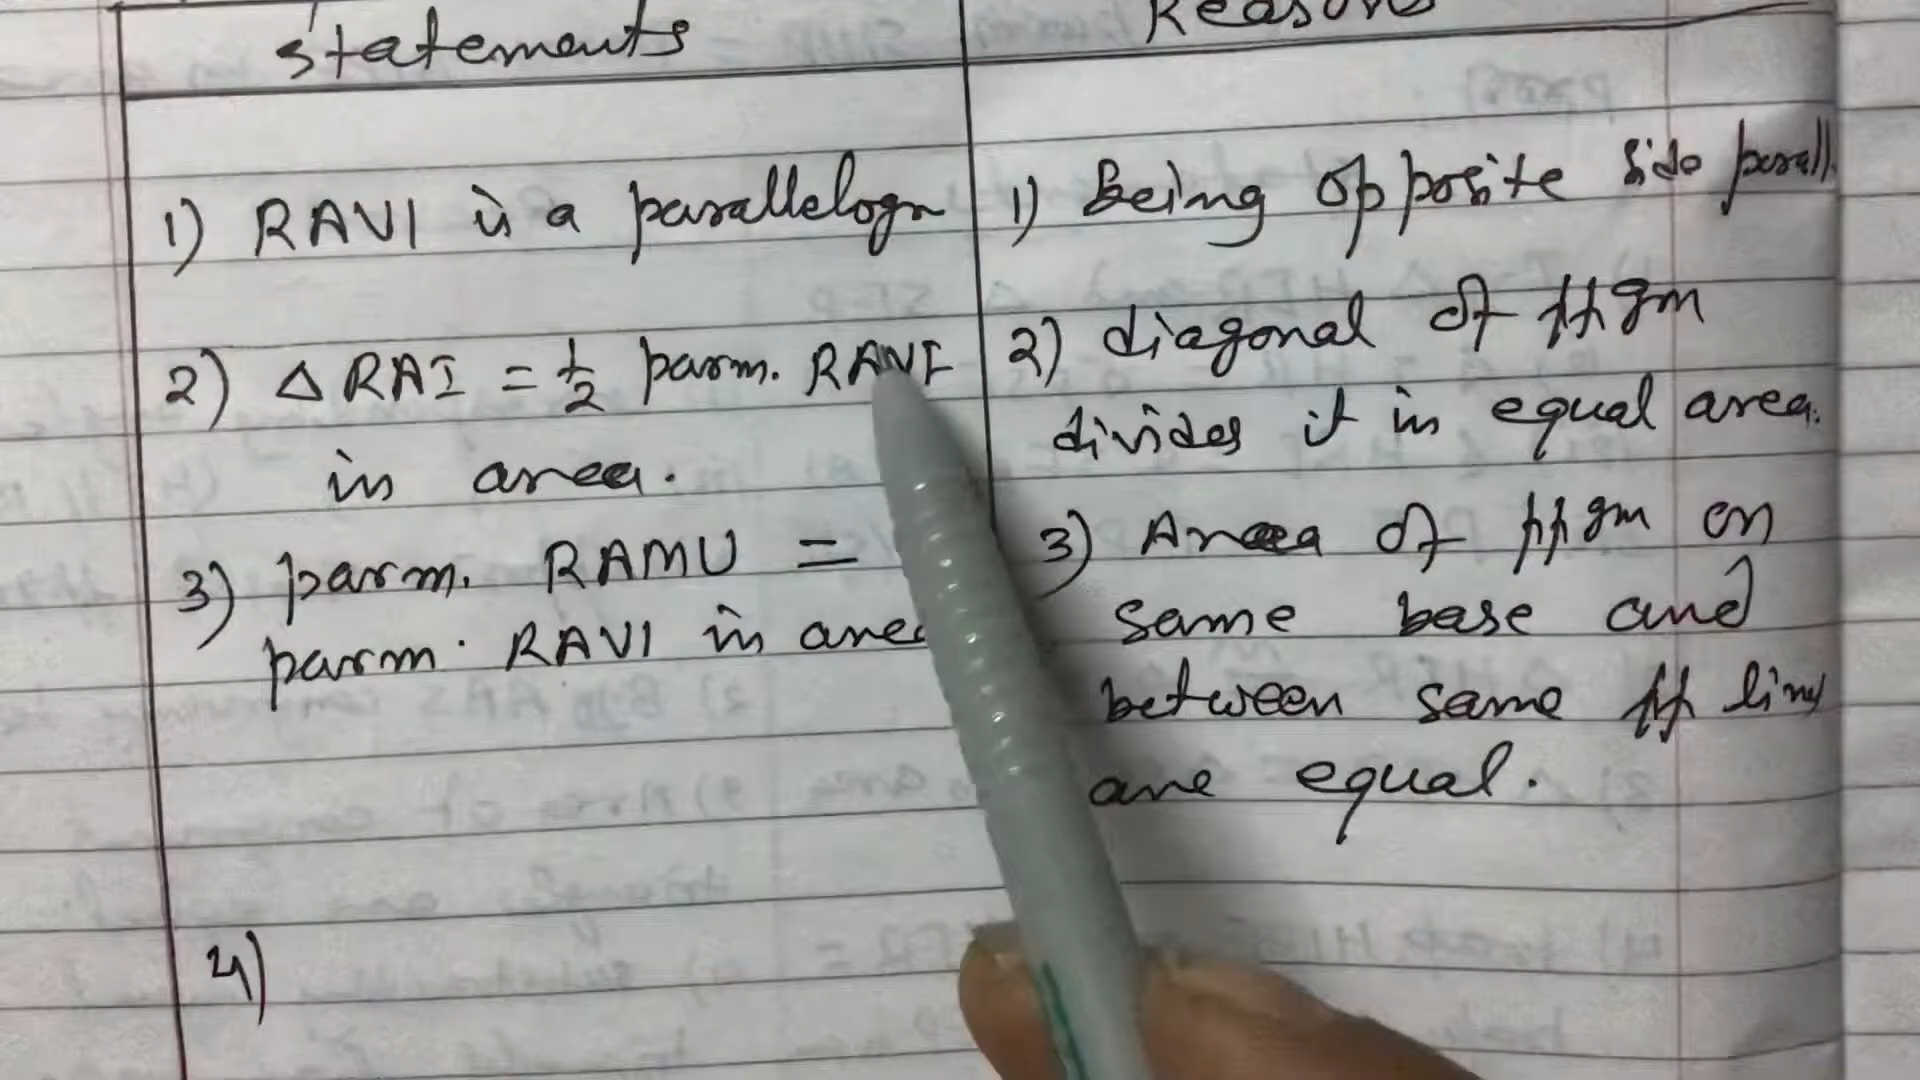 statements
Reasons
1) RAVI is a parallelogm
1) Being opposite side parall.
2) △ RAI = 1/2 parm. RAVI
in area.
2) diagonal of ∥gm
divides it in equal area.
3) parm. RAMU =
parm. RAVI in area
3) Area of ∥gm on
same base and
between same ∥ lines
are equal.
4)